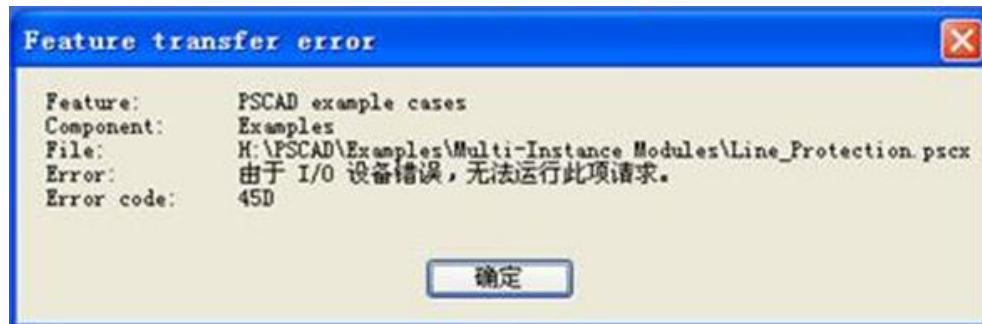 Feature transfer error
Feature: PSCAD example cases
Component: Examples
File: H:\PSCAD\Examples\Multi-Instance Modules\Line_Protection.pscx
Error: 由于 I/O 设备错误，无法运行此项请求。
Error code: 45D
确定